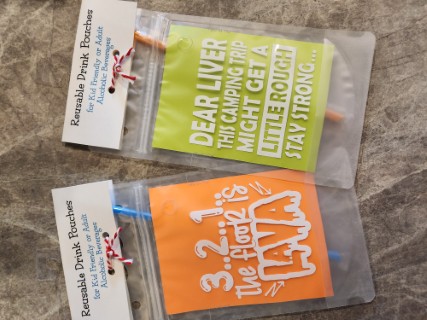 Reusable Drink Pouches
for Kid Friendly or Adult
Alcoholic Beverages
3..2..1..
the floor is
LAVA
Reusable Drink Pouches
for Kid Friendly or Adult
Alcoholic Beverages
DEAR LIVER
THIS CAMPING TRIP
MIGHT GET A
LITTLE ROUGH
STAY STRONG...